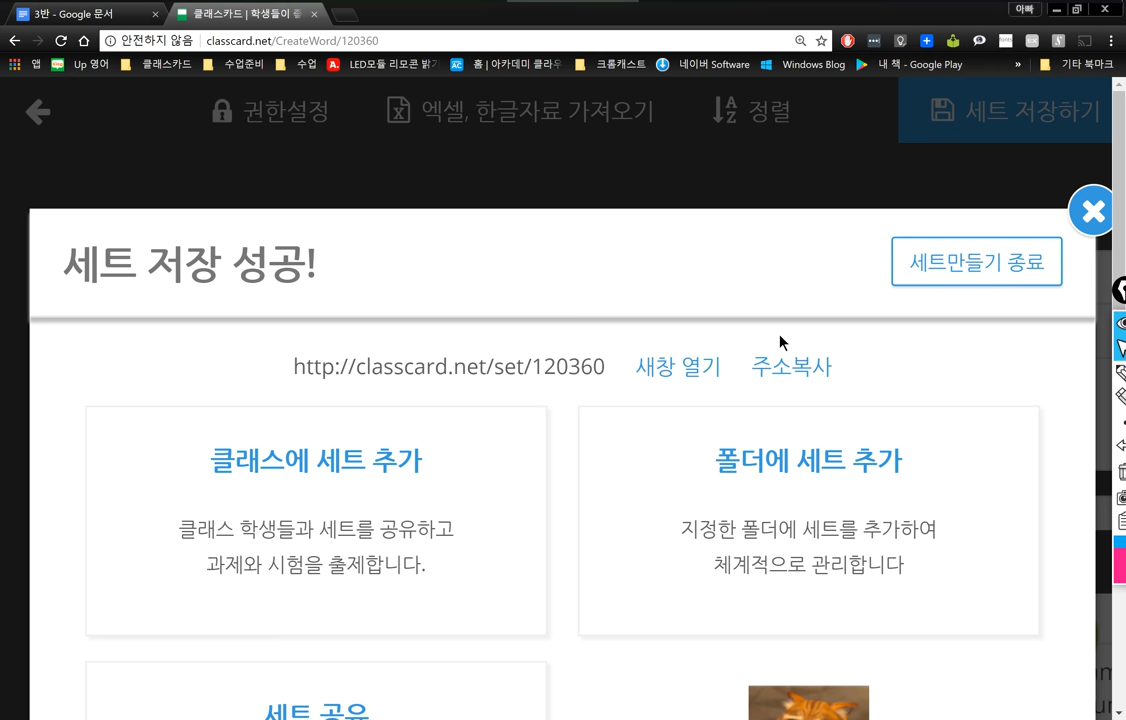 3반 - Google 문서
클래스카드 | 학생들이 즐
아빠
안전하지 않음
classcard.net/CreateWord/120360
앱
Up 영어
클래스카드
수업준비
수업
LED모듈 리모콘 밝기
홈 | 아카데미 클라우
크롬캐스트
네이버 Software
Windows Blog
내 책 - Google Play
»
기타 북마크
권한설정
엑셀, 한글자료 가져오기
정렬
세트 저장하기
세트 저장 성공!
세트만들기 종료
http://classcard.net/set/120360
새창 열기
주소복사
클래스에 세트 추가
클래스 학생들과 세트를 공유하고
과제와 시험을 출제합니다.
폴더에 세트 추가
지정한 폴더에 세트를 추가하여
체계적으로 관리합니다
세트 공유